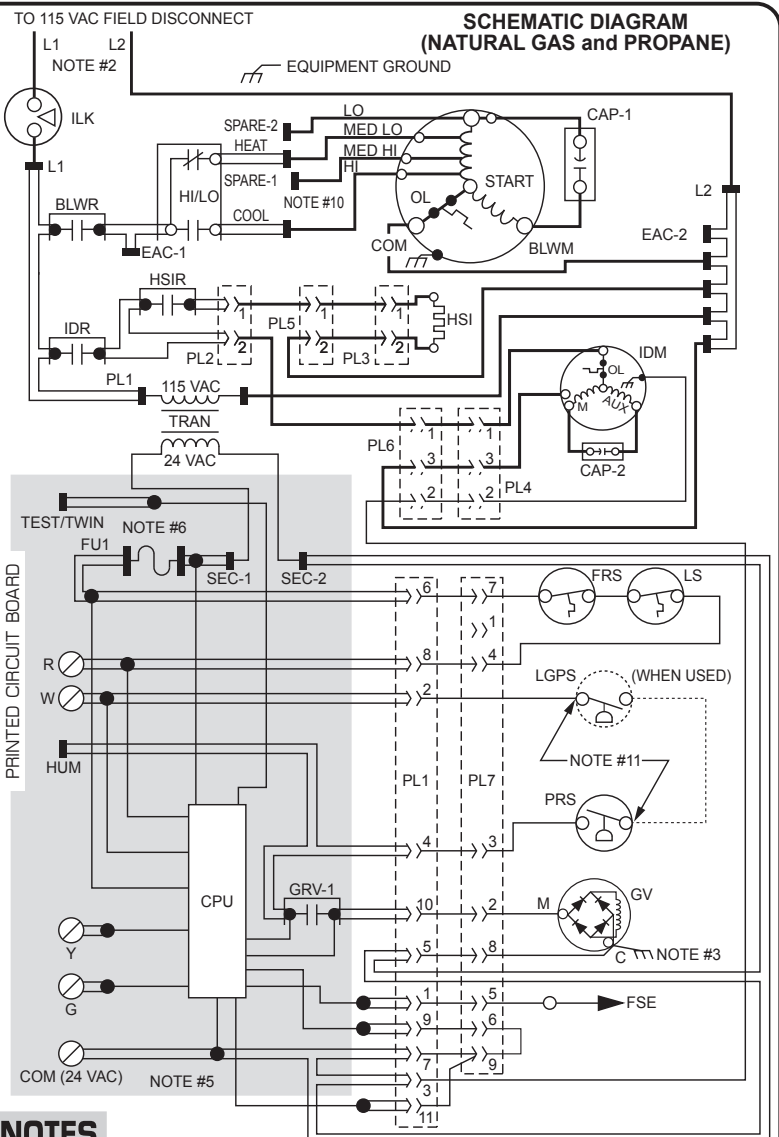 TO 115 VAC FIELD DISCONNECT
SCHEMATIC DIAGRAM
(NATURAL GAS and PROPANE)
L1
L2
NOTE #2
EQUIPMENT GROUND
ILK
L1
SPARE-2
HEAT
SPARE-1
NOTE #10
COOL
LO
MED LO
MED HI
HI
CAP-1
START
OL
COM
BLWM
L2
BLWR
HI/LO
EAC-1
EAC-2
HSIR
IDR
1
2
PL2
PL5
1
2
PL3
1
2
HSI
PL1
115 VAC
TRAN
24 VAC
IDM
OL
M
AUX
CAP-2
PL6
1
3
2
1
3
2
PL4
TEST/TWIN
NOTE #6
FU1
SEC-1
SEC-2
PRINTED CIRCUIT BOARD
6
7
FRS
LS
1
R
8
4
W
2
LGPS
(WHEN USED)
HUM
NOTE #11
PL1
PL7
PRS
4
3
CPU
GRV-1
10
2
M
GV
5
8
C
NOTE #3
Y
G
1
5
FSE
9
6
COM (24 VAC)
NOTE #5
7
9
3
11
NOTES